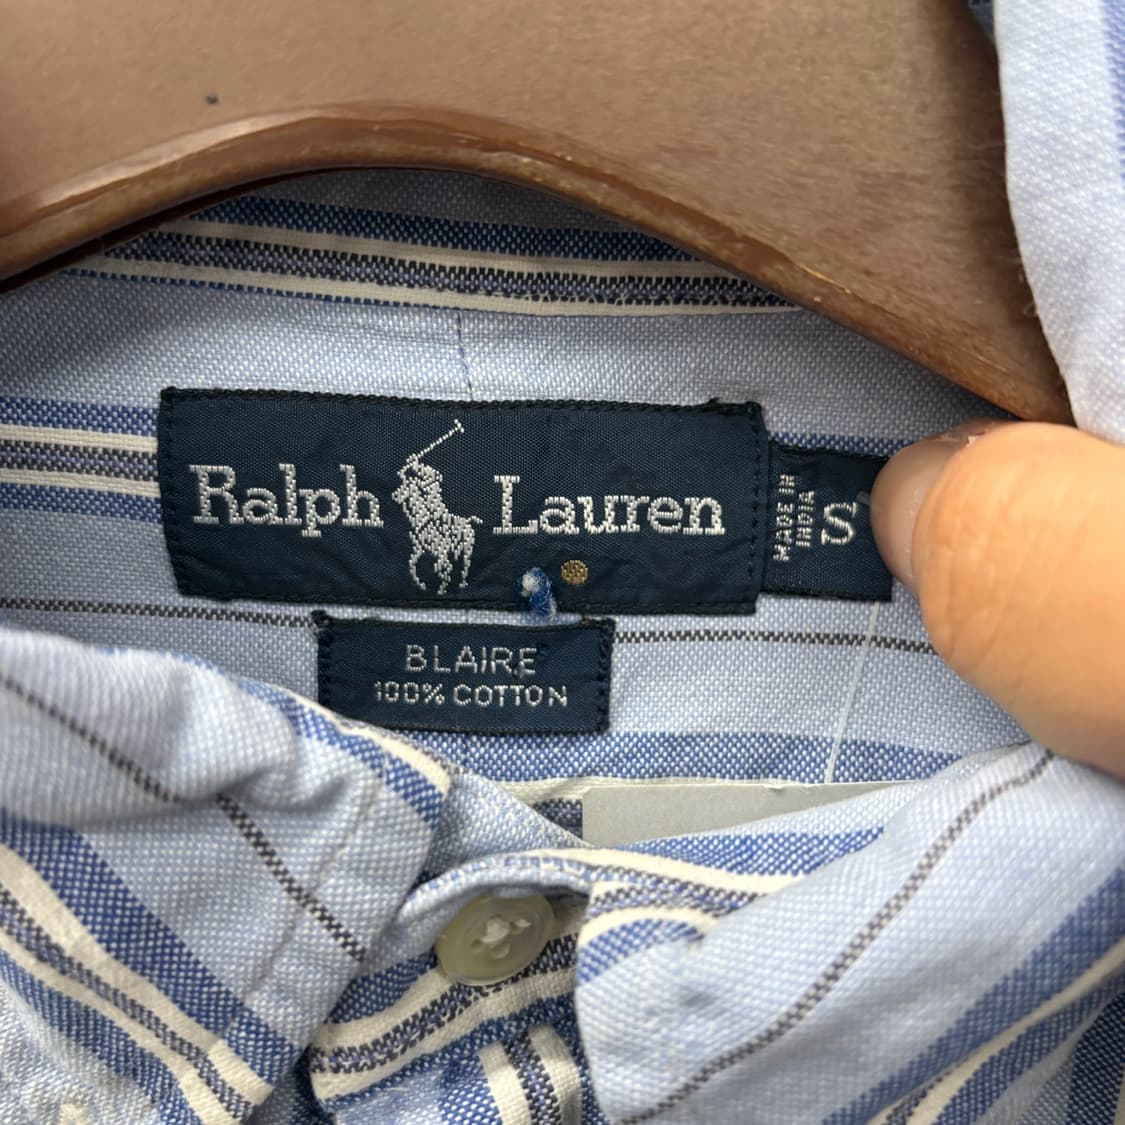 Ralph Lauren
MADE IN
INDIA
S
BLAIRE
100% COTTON